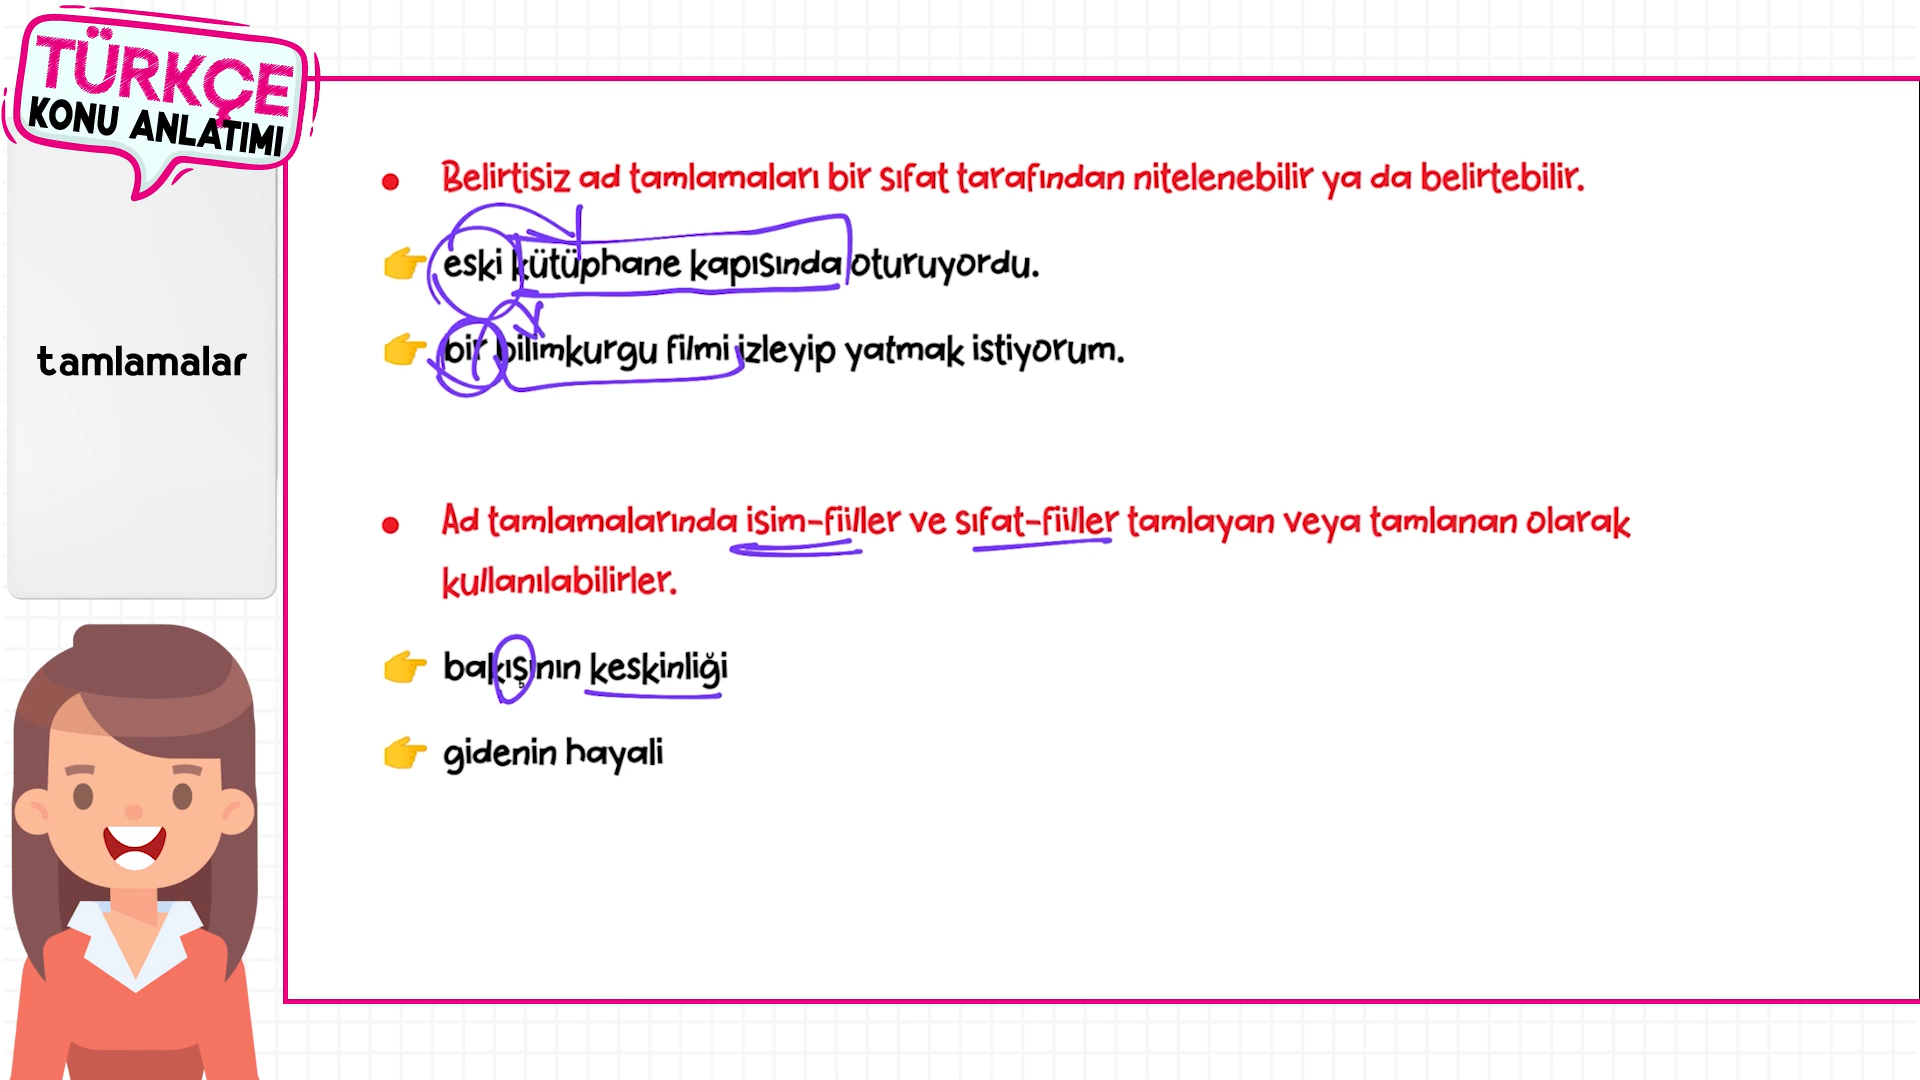 TÜRKÇE
KONU ANLATIMI
tamlamalar
• Belirtisiz ad tamlamaları bir sıfat tarafından nitelenebilir ya da belirtebilir.
eski kütüphane kapısında oturuyordu.
bir bilimkurgu filmi izleyip yatmak istiyorum.
• Ad tamlamalarında isim-fiiller ve sıfat-fiiller tamlayan veya tamlanan olarak
kullanılabilirler.
bakışının keskinliği
gidenin hayali